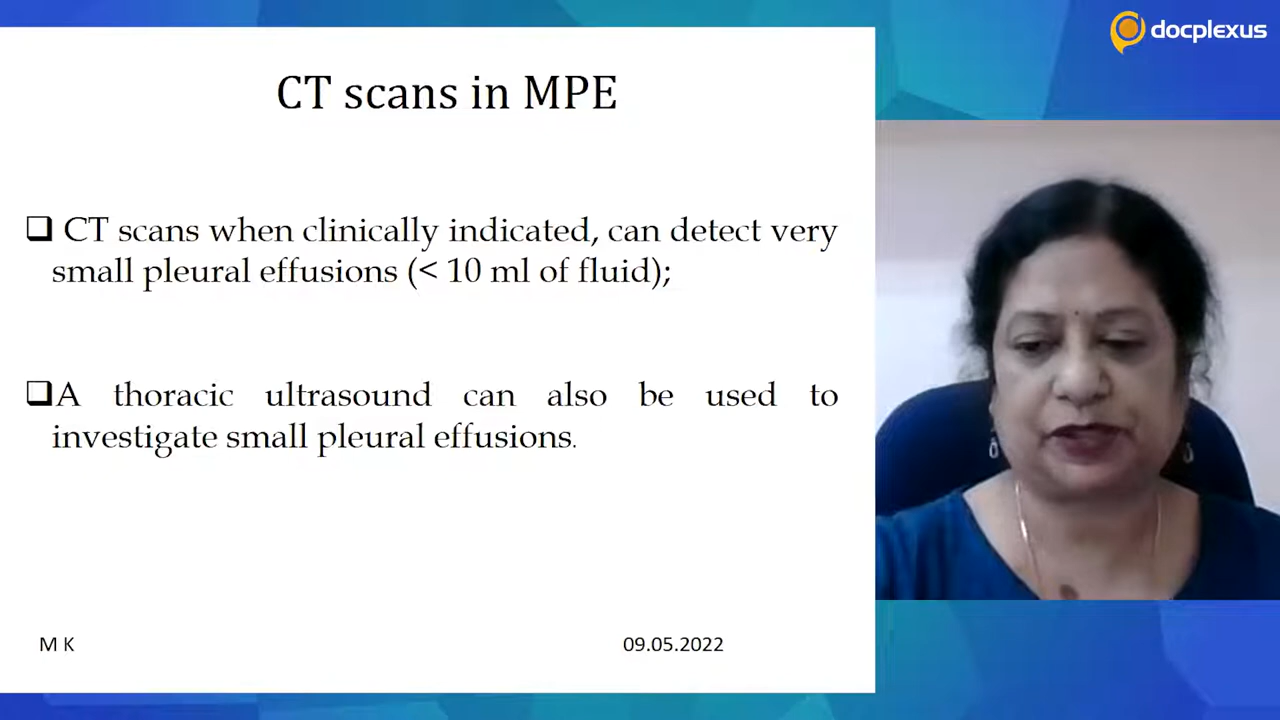 docplexus
CT scans in MPE
❑ CT scans when clinically indicated, can detect very
small pleural effusions (< 10 ml of fluid);
❑A thoracic ultrasound can also be used to
investigate small pleural effusions.
M K
09.05.2022